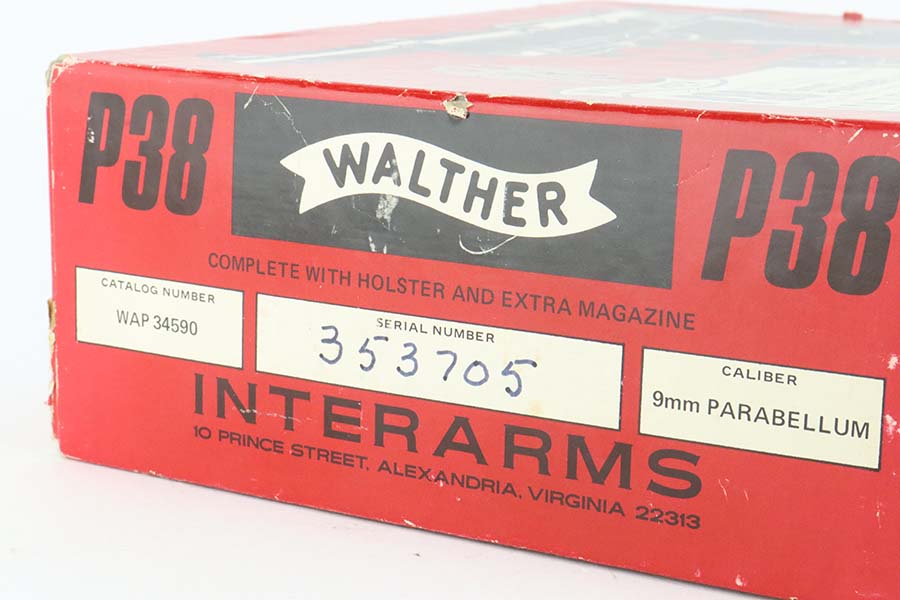 P38
WALTHER
P38
COMPLETE WITH HOLSTER AND EXTRA MAGAZINE
CATALOG NUMBER
WAP 34590
SERIAL NUMBER
353705
CALIBER
9mm PARABELLUM
INTERARMS
10 PRINCE STREET, ALEXANDRIA, VIRGINIA 22313